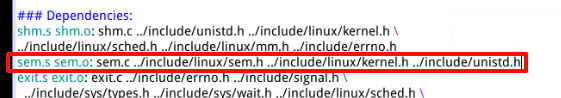 ### Dependencies:
shm.s shm.o: shm.c ../include/unistd.h ../include/linux/kernel.h \
../include/linux/sched.h ../include/linux/mm.h ../include/errno.h
sem.s sem.o: sem.c ../include/linux/sem.h ../include/linux/kernel.h ../include/unistd.h
exit.s exit.o: exit.c ../include/errno.h ../include/signal.h \
../include/sys/types.h ../include/sys/wait.h ../include/linux/sched.h \